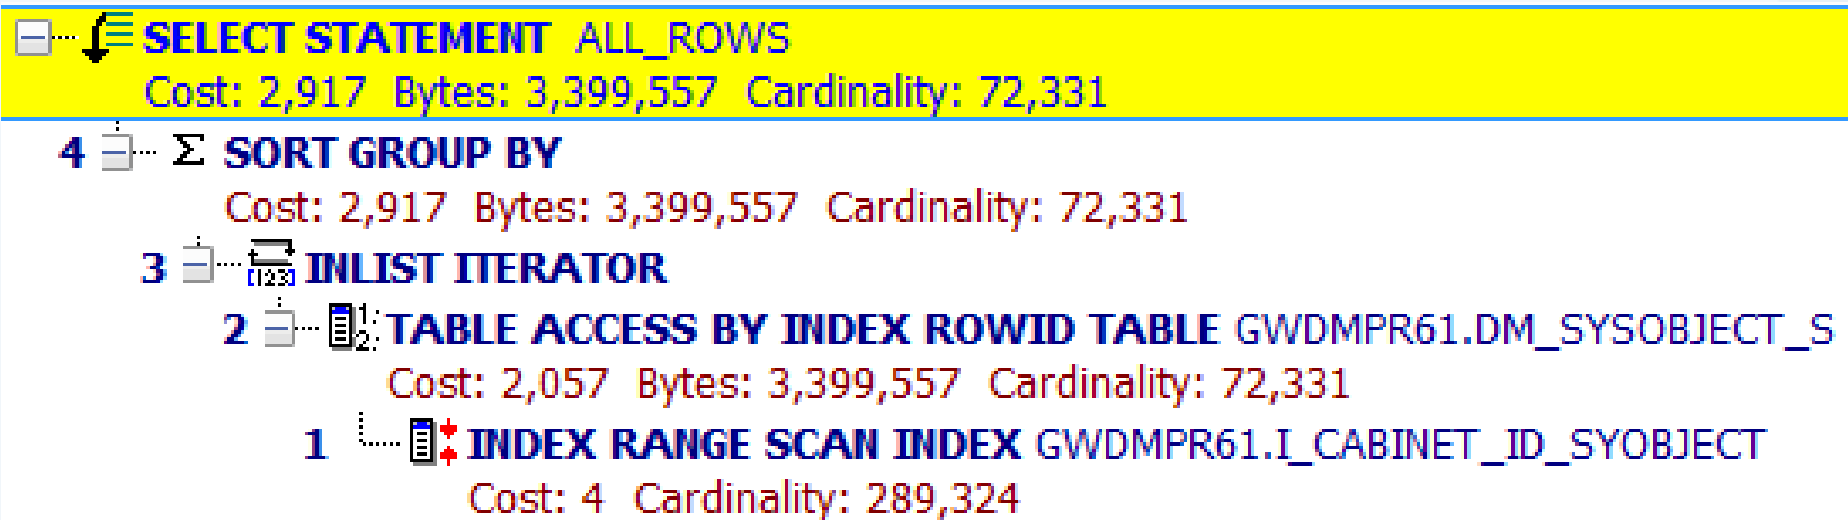 SELECT STATEMENT ALL_ROWS
Cost: 2,917 Bytes: 3,399,557 Cardinality: 72,331
4 Σ SORT GROUP BY
Cost: 2,917 Bytes: 3,399,557 Cardinality: 72,331
3 [123] INLIST ITERATOR
2 TABLE ACCESS BY INDEX ROWID TABLE GWDMPR61.DM_SYSOBJECT_S
Cost: 2,057 Bytes: 3,399,557 Cardinality: 72,331
1 INDEX RANGE SCAN INDEX GWDMPR61.I_CABINET_ID_SYOBJECT
Cost: 4 Cardinality: 289,324